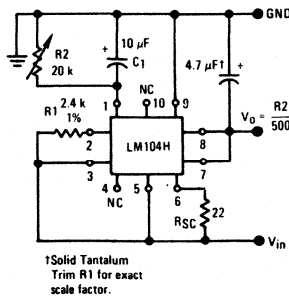 GND
R2
20 k
+
10 μF
C1
4.7 μF†
+
NC
1
10
9
R1
2.4 k
1%
2
LM104H
8
V0 = R2
500
3
7
4
NC
5
6
RSC
22
Vin
†Solid Tantalum
Trim R1 for exact
scale factor.